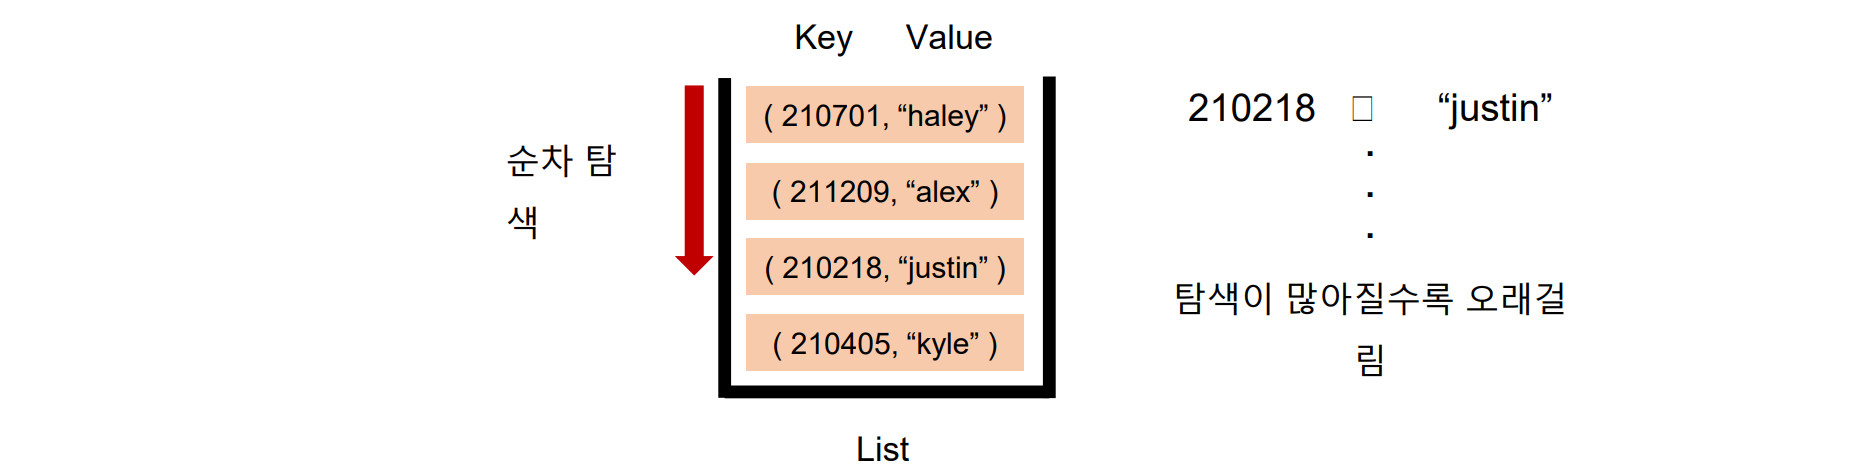 Key Value
( 210701, “haley” )
( 211209, “alex” )
( 210218, “justin” )
( 210405, “kyle” )
List
순차 탐
색
210218 □ “justin”
.
.
.
탐색이 많아질수록 오래걸
림